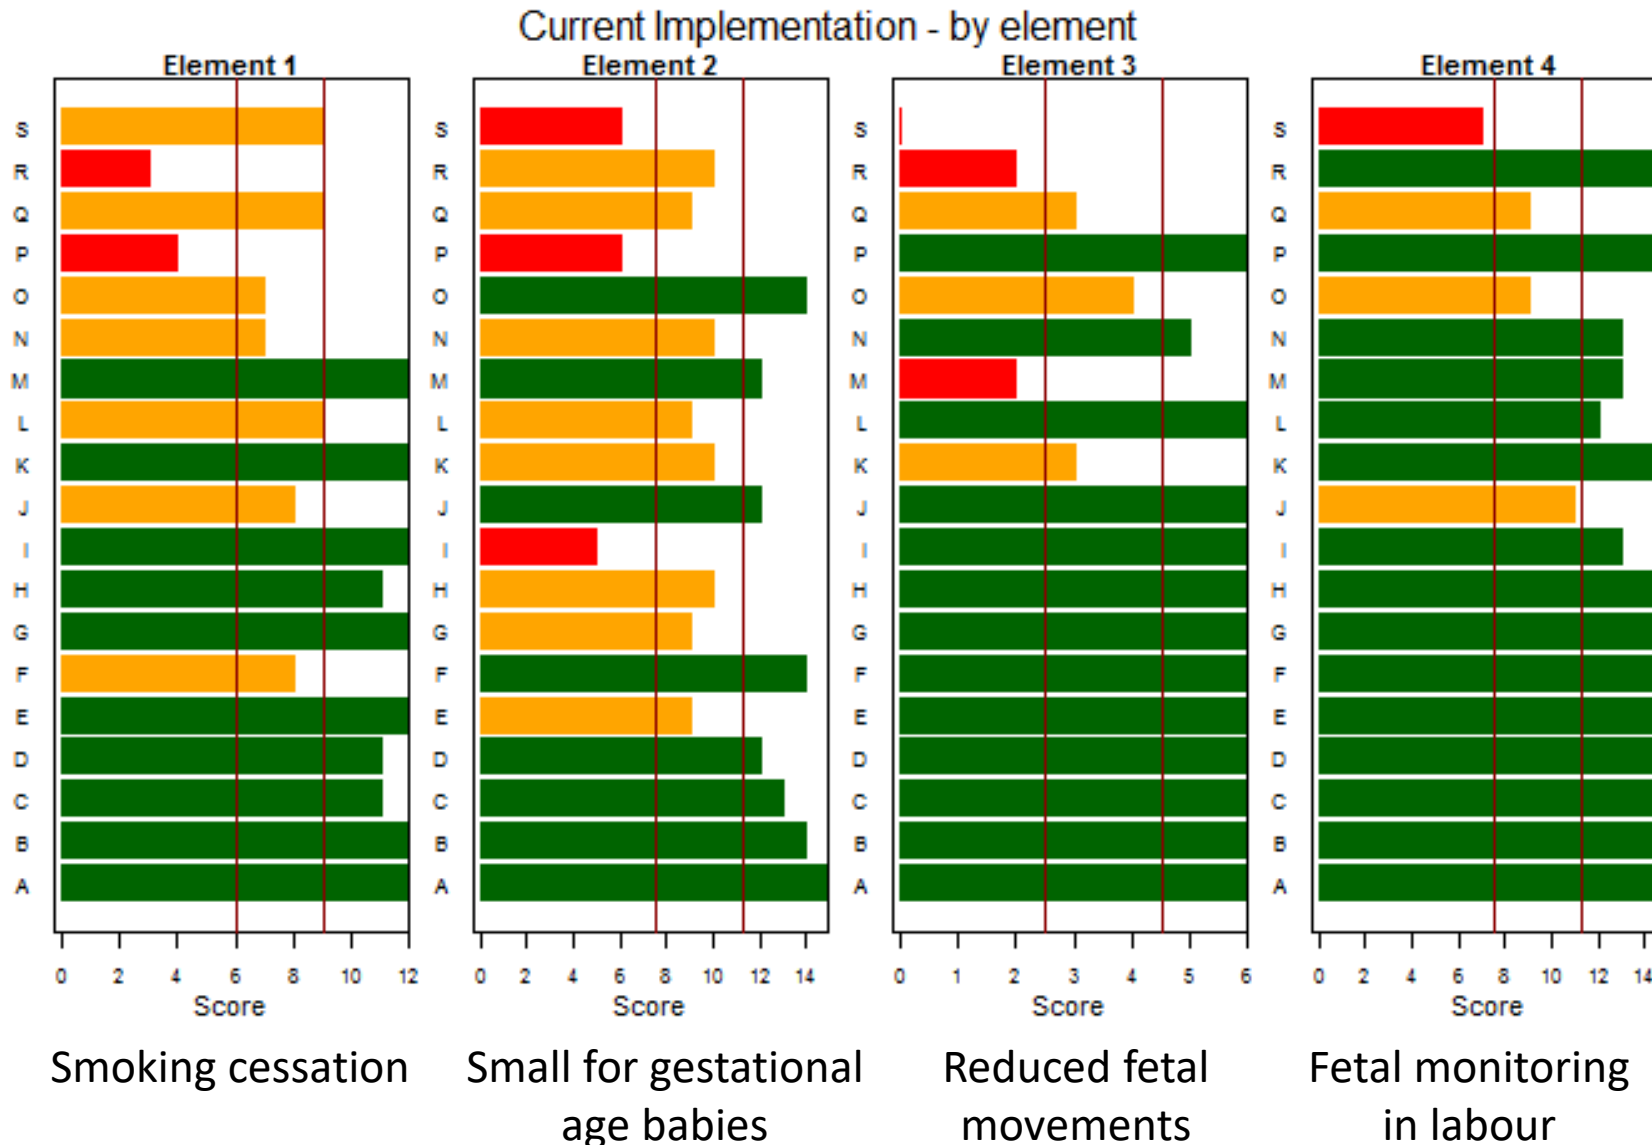 Current Implementation - by element
Element 1
Element 2
Element 3
Element 4
S
R
Q
P
O
N
M
L
K
J
I
H
G
F
E
D
C
B
A
0 2 4 6 8 10 12
Score
S
R
Q
P
O
N
M
L
K
J
I
H
G
F
E
D
C
B
A
0 2 4 6 8 10 12 14
Score
S
R
Q
P
O
N
M
L
K
J
I
H
G
F
E
D
C
B
A
0 1 2 3 4 5 6
Score
S
R
Q
P
O
N
M
L
K
J
I
H
G
F
E
D
C
B
A
0 2 4 6 8 10 12 14
Score
Smoking cessation
Small for gestational
age babies
Reduced fetal
movements
Fetal monitoring
in labour